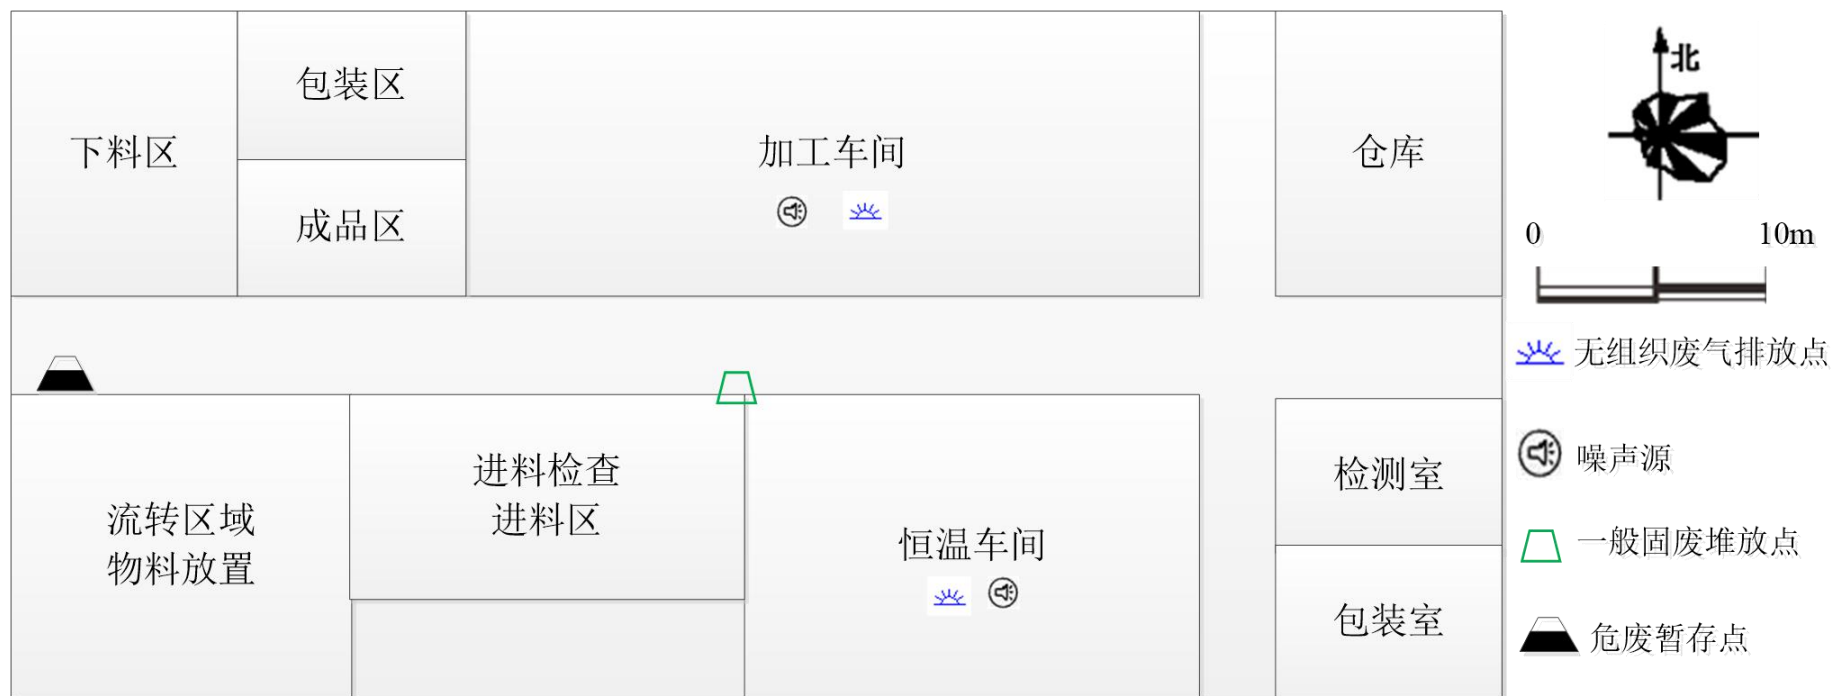 下料区
包装区
成品区
加工车间
仓库
北
0 10m
无组织废气排放点
噪声源
一般固废堆放点
危废暂存点
流转区域
物料放置
进料检查
进料区
恒温车间
检测室
包装室